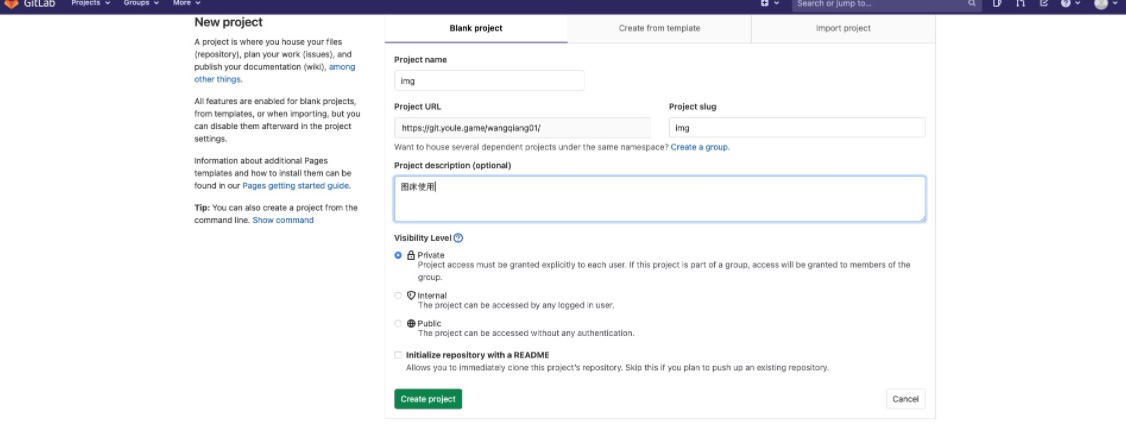 GitLab Projects Groups More Search or jump to...
New project
A project is where you house your files
(repository), plan your work (issues), and
publish your documentation (wiki), among
other things.
All features are enabled for blank projects,
from templates, or when importing, but you
can disable them afterward in the project
settings.
Information about additional Pages
templates and how to install them can be
found in our Pages getting started guide.
Tip: You can also create a project from the
command line. Show command
Blank project Create from template Import project
Project name
img
Project URL Project slug
https://git.youle.game/wangqiang01/ img
Want to house several dependent projects under the same namespace? Create a group.
Project description (optional)
图床使用
Visibility Level
Private
Project access must be granted explicitly to each user. If this project is part of a group, access will be granted to members of the
group.
Internal
The project can be accessed by any logged in user.
Public
The project can be accessed without any authentication.
Initialize repository with a README
Allows you to immediately clone this project's repository. Skip this if you plan to push up an existing repository.
Create project Cancel